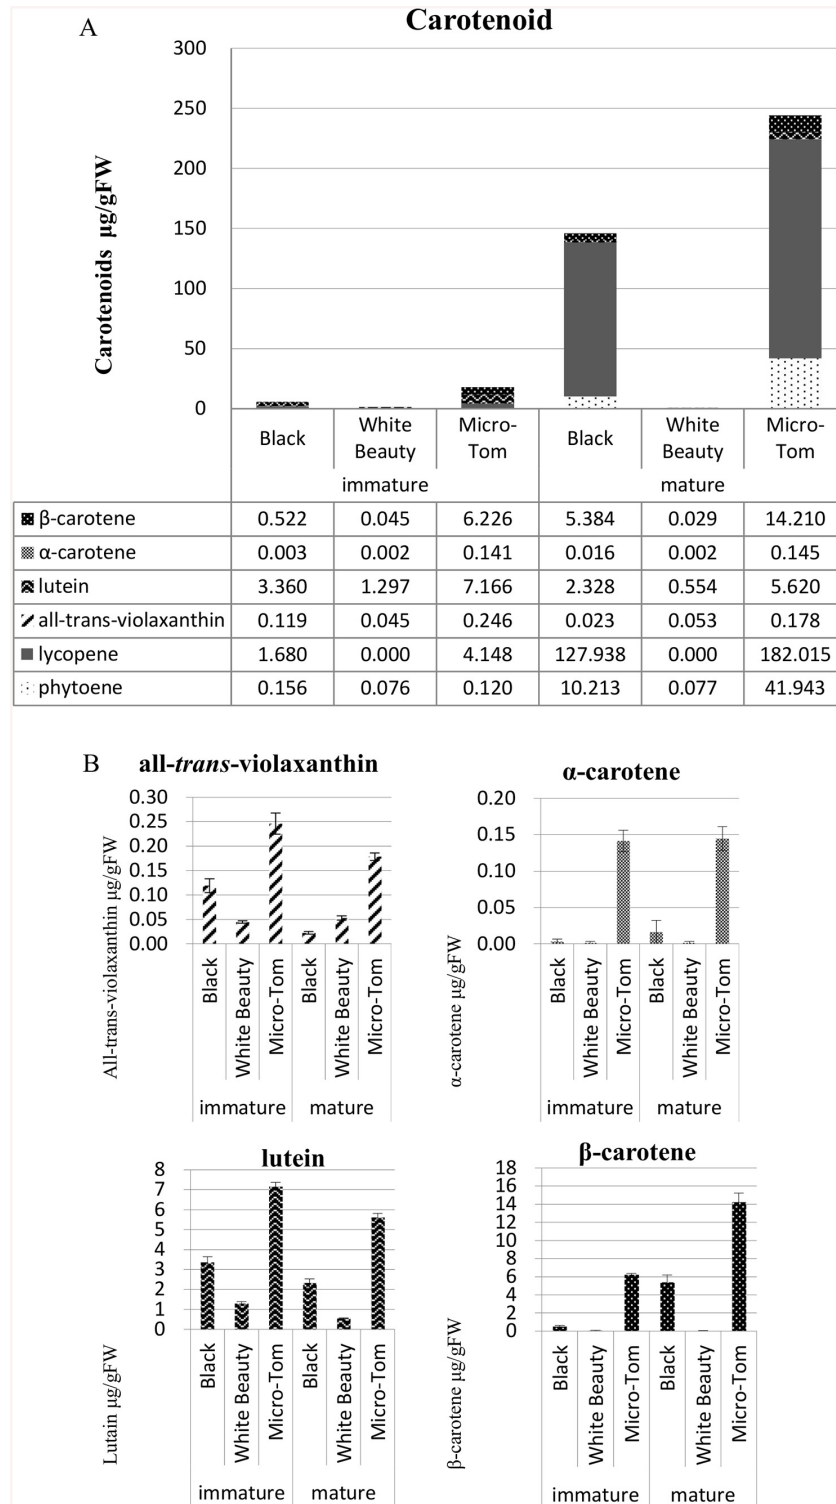 A
Carotenoid
Carotenoids µg/gFW
300
250
200
150
100
50
0
Black
White Beauty
Micro-Tom
Black
White Beauty
Micro-Tom
immature
mature
β-carotene 0.522 0.045 6.226 5.384 0.029 14.210
α-carotene 0.003 0.002 0.141 0.016 0.002 0.145
lutein 3.360 1.297 7.166 2.328 0.554 5.620
all-trans-violaxanthin 0.119 0.045 0.246 0.023 0.053 0.178
lycopene 1.680 0.000 4.148 127.938 0.000 182.015
phytoene 0.156 0.076 0.120 10.213 0.077 41.943
B
all-trans-violaxanthin
All-trans-violaxanthin µg/gFW
0.30
0.25
0.20
0.15
0.10
0.05
0.00
Black
White Beauty
Micro-Tom
Black
White Beauty
Micro-Tom
immature
mature
α-carotene
α-carotene µg/gFW
0.20
0.15
0.10
0.05
0.00
Black
White Beauty
Micro-Tom
Black
White Beauty
Micro-Tom
immature
mature
lutein
Lutain µg/gFW
8
7
6
5
4
3
2
1
0
Black
White Beauty
Micro-Tom
Black
White Beauty
Micro-Tom
immature
mature
β-carotene
β-carotene µg/gFW
18
16
14
12
10
8
6
4
2
0
Black
White Beauty
Micro-Tom
Black
White Beauty
Micro-Tom
immature
mature